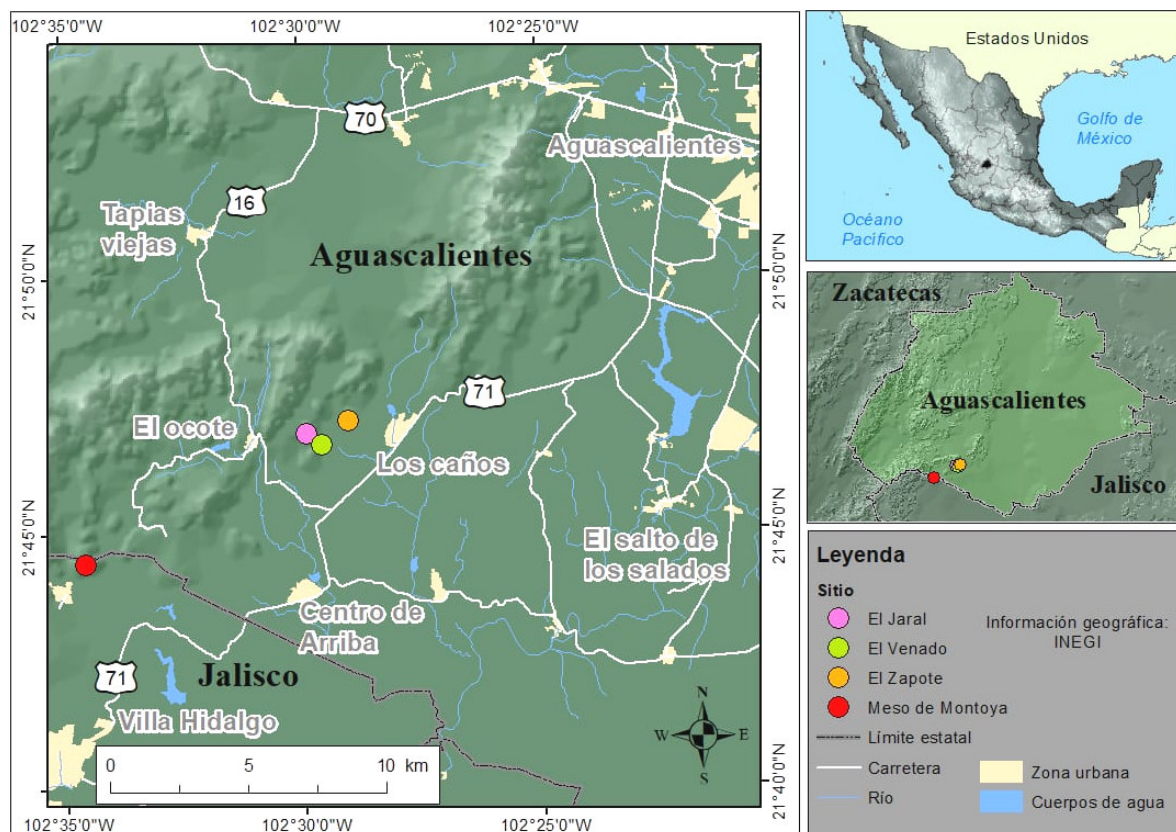 102°35'0"W
102°30'0"W
102°25'0"W
70
Aguascalientes
16
Tapias
viejas
Aguascalientes
21°50'0"N
21°50'0"N
71
El ocote
Los caños
21°45'0"N
21°45'0"N
El salto de
los salados
Centro de
Arriba
Jalisco
71
Villa Hidalgo
N
W
E
S
0
5
10 km
21°40'0"N
102°35'0"W
102°30'0"W
102°25'0"W
Estados Unidos
Golfo de
México
Océano
Pacífico
Zacatecas
Aguascalientes
Jalisco
Leyenda
Sitio
El Jaral
El Venado
El Zapote
Meso de Montoya
Información geográfica:
INEGI
Límite estatal
Carretera
Río
Zona urbana
Cuerpos de agua